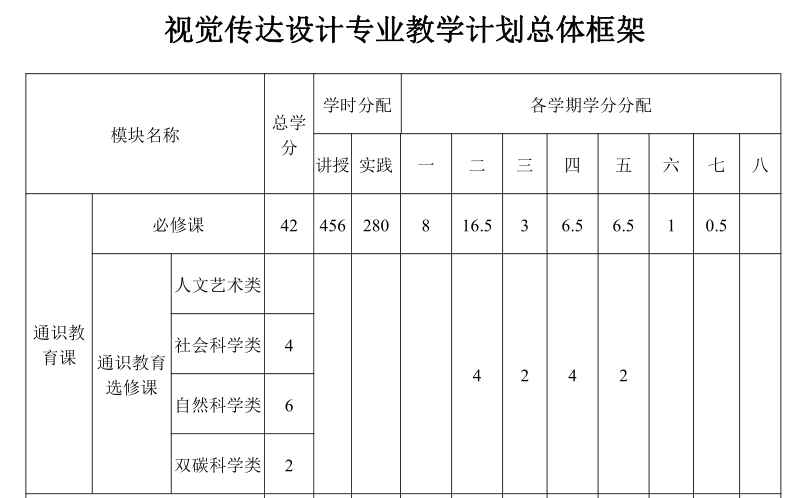 视觉传达设计专业教学计划总体框架
模块名称 总学分 学时分配 各学期学分分配
讲授 实践 一 二 三 四 五 六 七 八
通识教育课 必修课 42 456 280 8 16.5 3 6.5 6.5 1 0.5
通识教育选修课 人文艺术类
社会科学类 4
4 2 4 2
自然科学类 6
双碳科学类 2